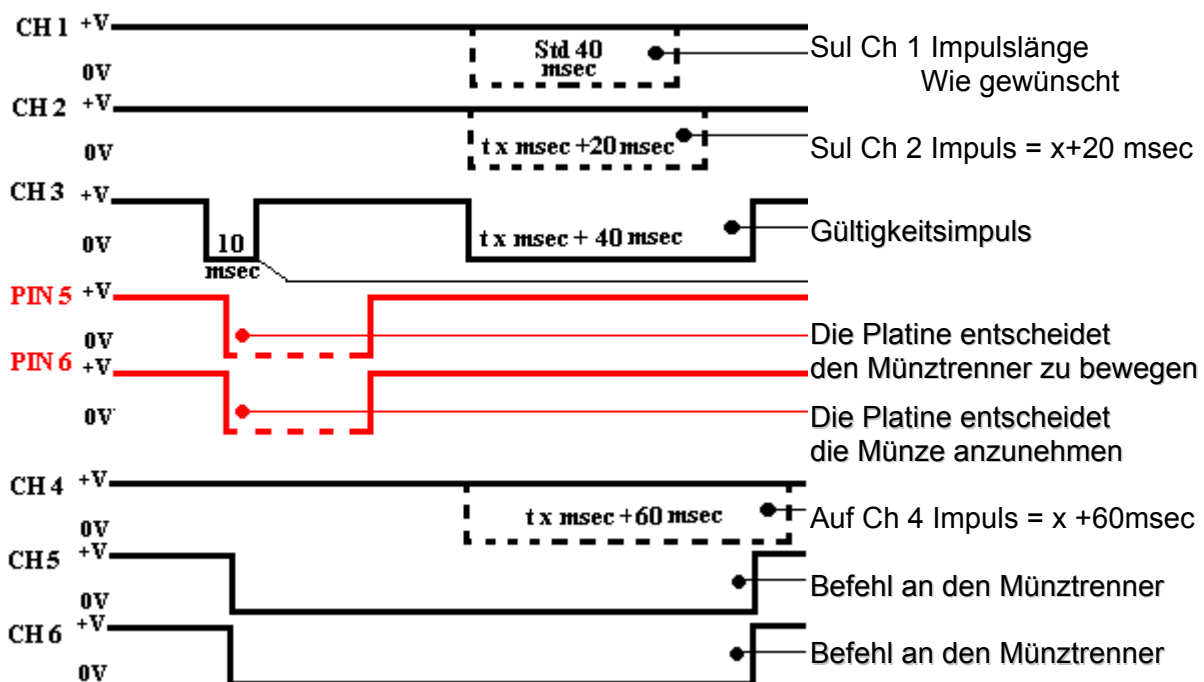 CH 1 +V
Std 40
msec
0V
Sul Ch 1 Impulslänge
Wie gewünscht
CH 2 +V
t x msec +20 msec
0V
Sul Ch 2 Impuls = x+20 msec
CH 3 +V
0V
10
msec
t x msec + 40 msec
Gültigkeitsimpuls
PIN 5 +V
0V
Die Platine entscheidet
den Münztrenner zu bewegen
PIN 6 +V
0V
Die Platine entscheidet
die Münze anzunehmen
CH 4 +V
t x msec +60 msec
0V
Auf Ch 4 Impuls = x +60msec
CH 5 +V
0V
Befehl an den Münztrenner
CH 6 +V
0V
Befehl an den Münztrenner